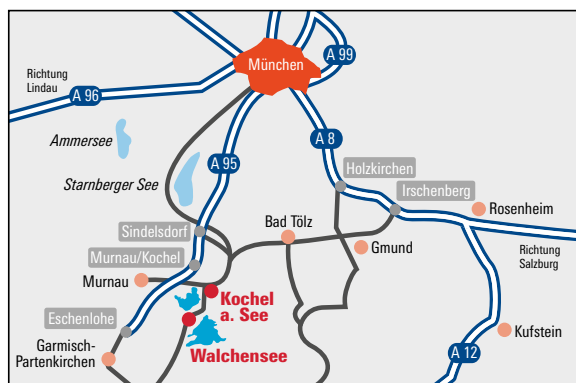 A 99
München
Richtung
Lindau
A 96
Ammersee
A 8
A 95
Holzkirchen
Starnberger See
Irschenberg
Rosenheim
Bad Tölz
Sindelsdorf
Gmund
Richtung
Salzburg
Murnau/Kochel
Murnau
Kochel
a. See
Eschenlohe
Walchensee
Kufstein
Garmisch-
Partenkirchen
A 12